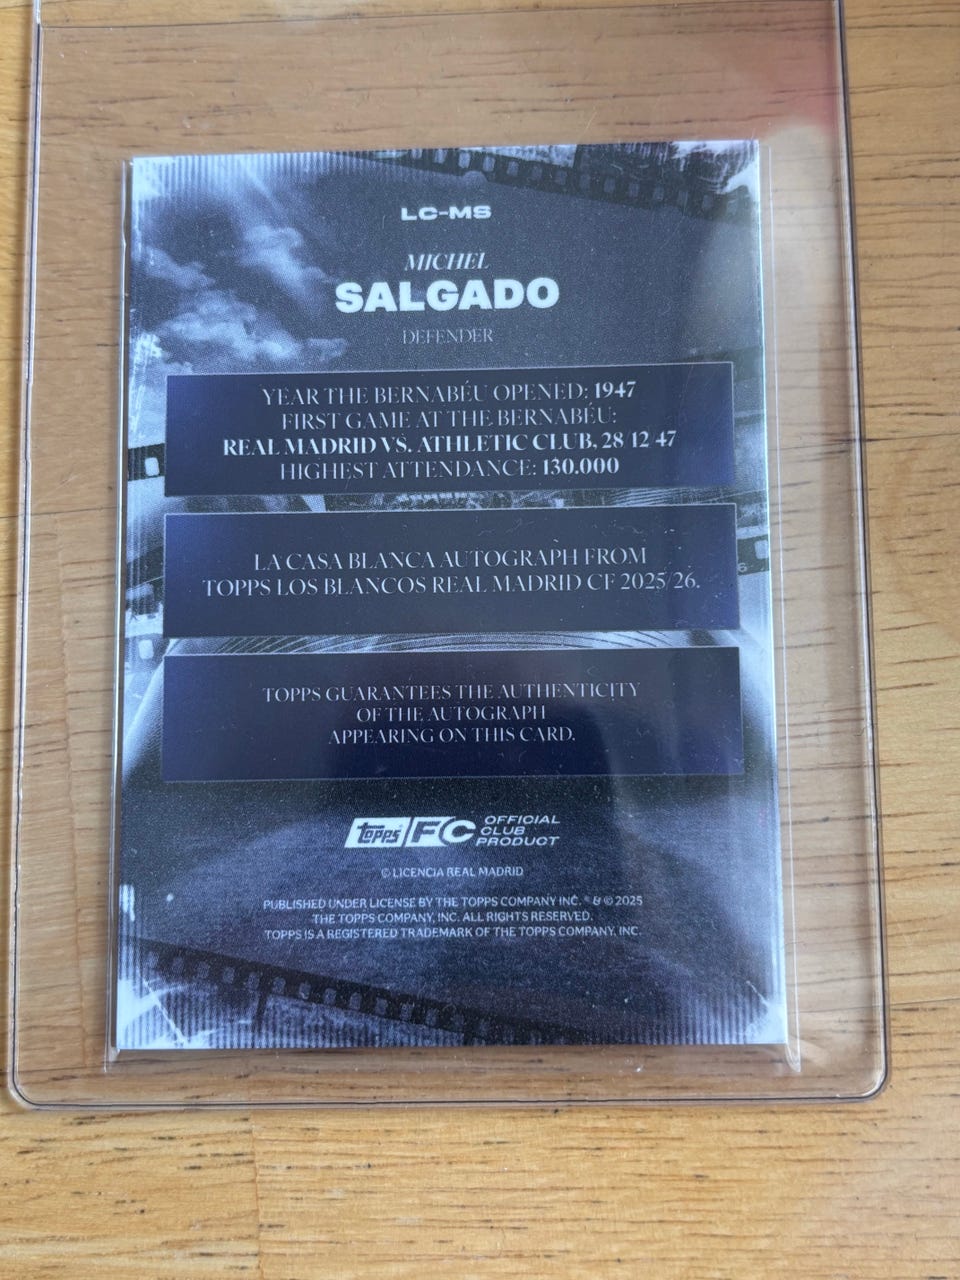 LC-MS
MICHEL
SALGADO
DEFENDER
YEAR THE BERNABÉU OPENED: 1947
FIRST GAME AT THE BERNABÉU:
REAL MADRID VS. ATHLETIC CLUB, 28/12/47
HIGHEST ATTENDANCE: 130.000
LA CASA BLANCA AUTOGRAPH FROM
TOPPS LOS BLANCOS REAL MADRID CF 2025/26.
TOPPS GUARANTEES THE AUTHENTICITY
OF THE AUTOGRAPH
APPEARING ON THIS CARD.
topps FC OFFICIAL
CLUB
PRODUCT
© LICENCIA REAL MADRID
PUBLISHED UNDER LICENSE BY THE TOPPS COMPANY INC. ® & © 2025
THE TOPPS COMPANY, INC. ALL RIGHTS RESERVED.
TOPPS IS A REGISTERED TRADEMARK OF THE TOPPS COMPANY, INC.